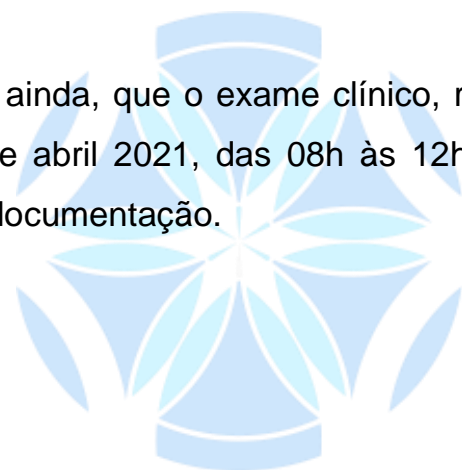 ainda, que o exame clínico,
e abril 2021, das 08h às 12h
documentação.